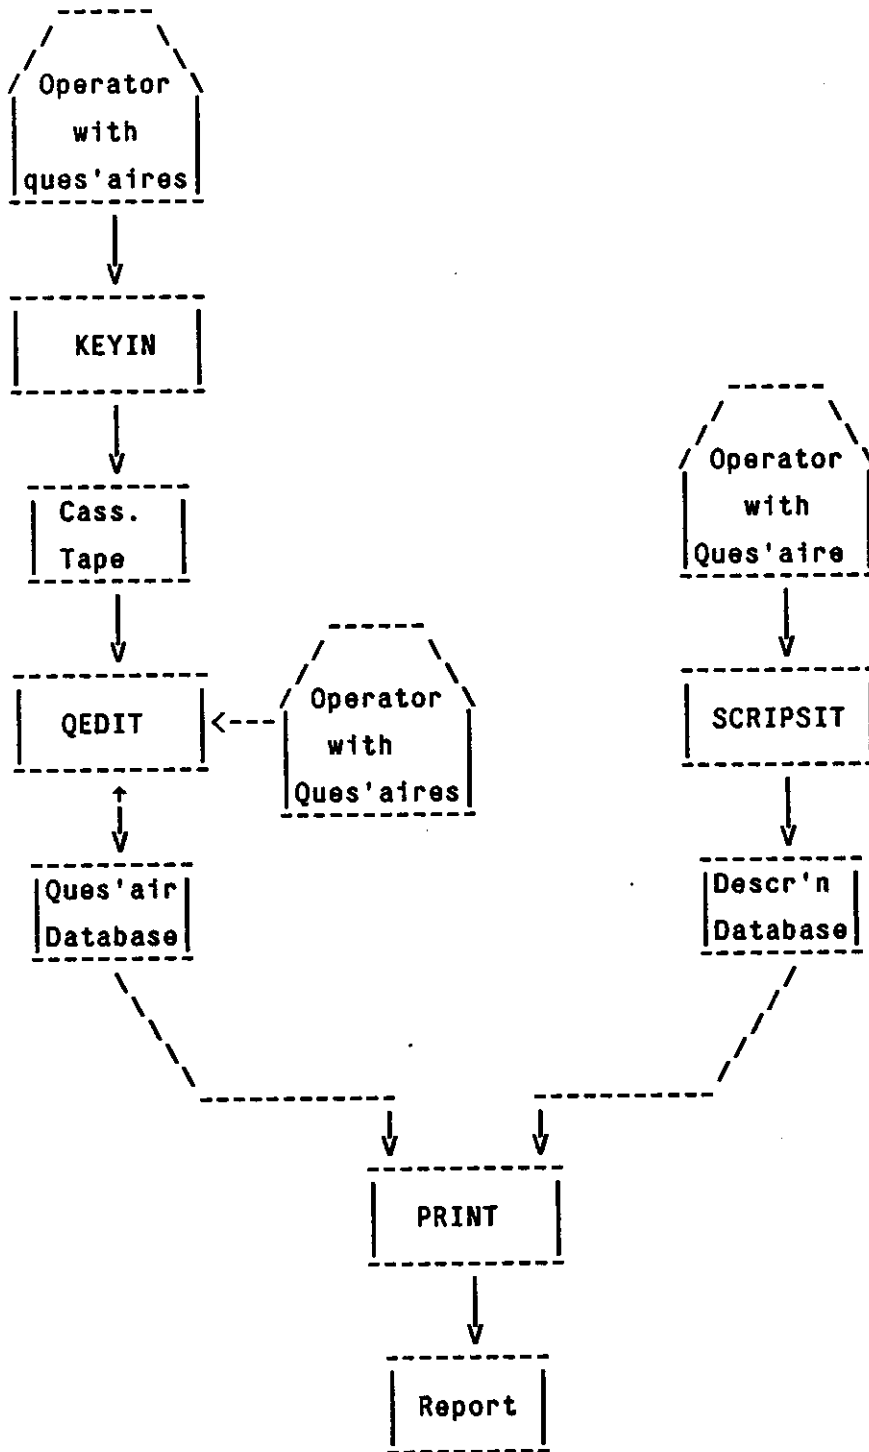 Operator
with
ques'aires
KEYIN
Cass.
Tape
QEDIT
Operator
with
Ques'aires
Ques'air
Database
Operator
with
Ques'aire
SCRIPSIT
Descr'n
Database
PRINT
Report